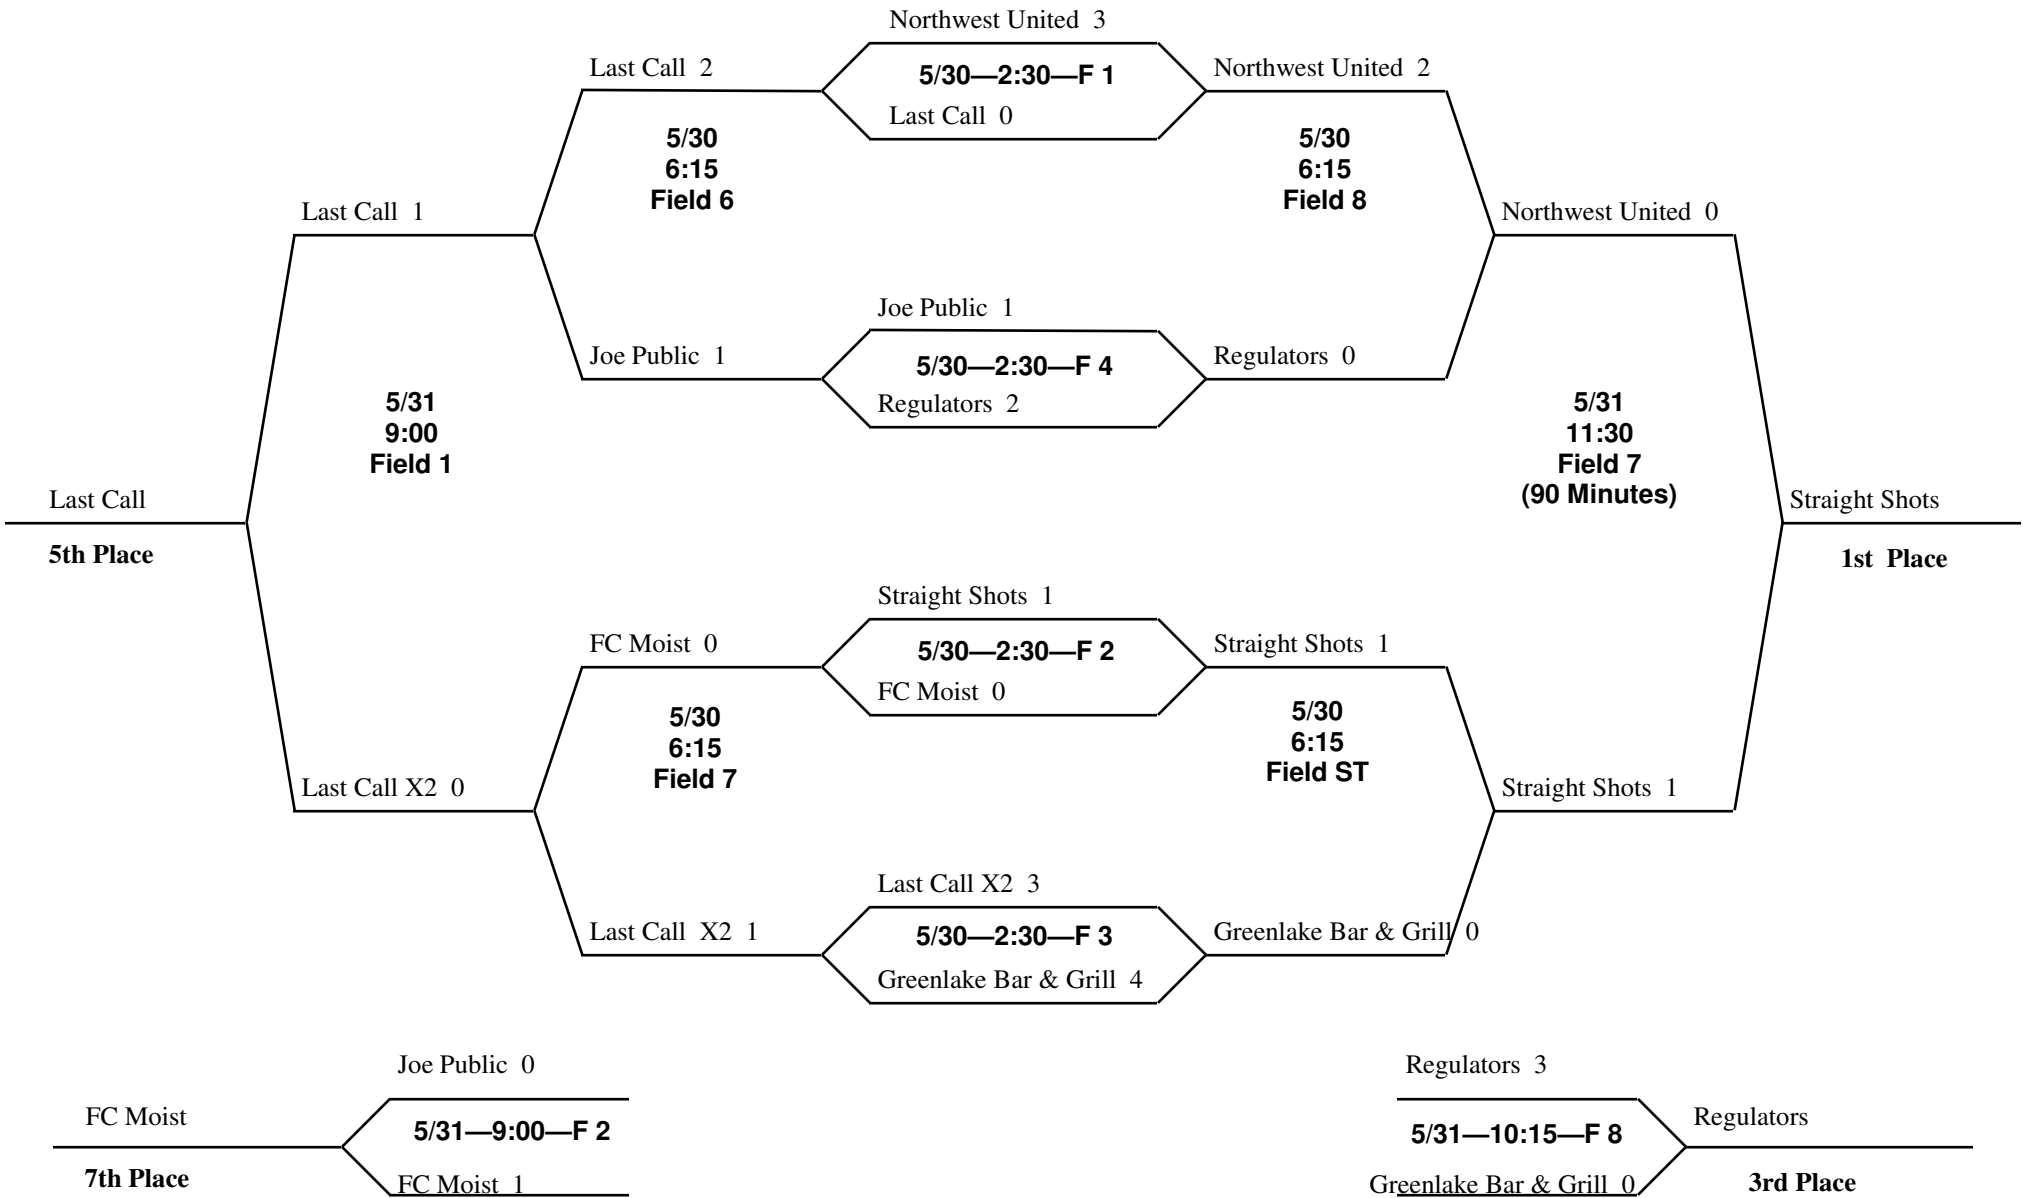 Northwest United 3
Last Call 2
5/30—2:30—F 1
Northwest United 2
Last Call 0
5/30
6:15
Field 6
5/30
6:15
Field 8
Last Call 1
Northwest United 0
Joe Public 1
Joe Public 1
5/30—2:30—F 4
Regulators 0
Regulators 2
5/31
9:00
Field 1
5/31
11:30
Field 7
(90 Minutes)
Last Call
5th Place
Straight Shots
1st Place
Straight Shots 1
FC Moist 0
5/30—2:30—F 2
Straight Shots 1
FC Moist 0
5/30
6:15
Field 7
5/30
6:15
Field ST
Last Call X2 0
Straight Shots 1
Last Call X2 3
Last Call X2 1
5/30—2:30—F 3
Greenlake Bar & Grill 0
Greenlake Bar & Grill 4
Joe Public 0
FC Moist
5/31—9:00—F 2
7th Place
FC Moist 1
Regulators 3
5/31—10:15—F 8
Regulators
Greenlake Bar & Grill 0
3rd Place